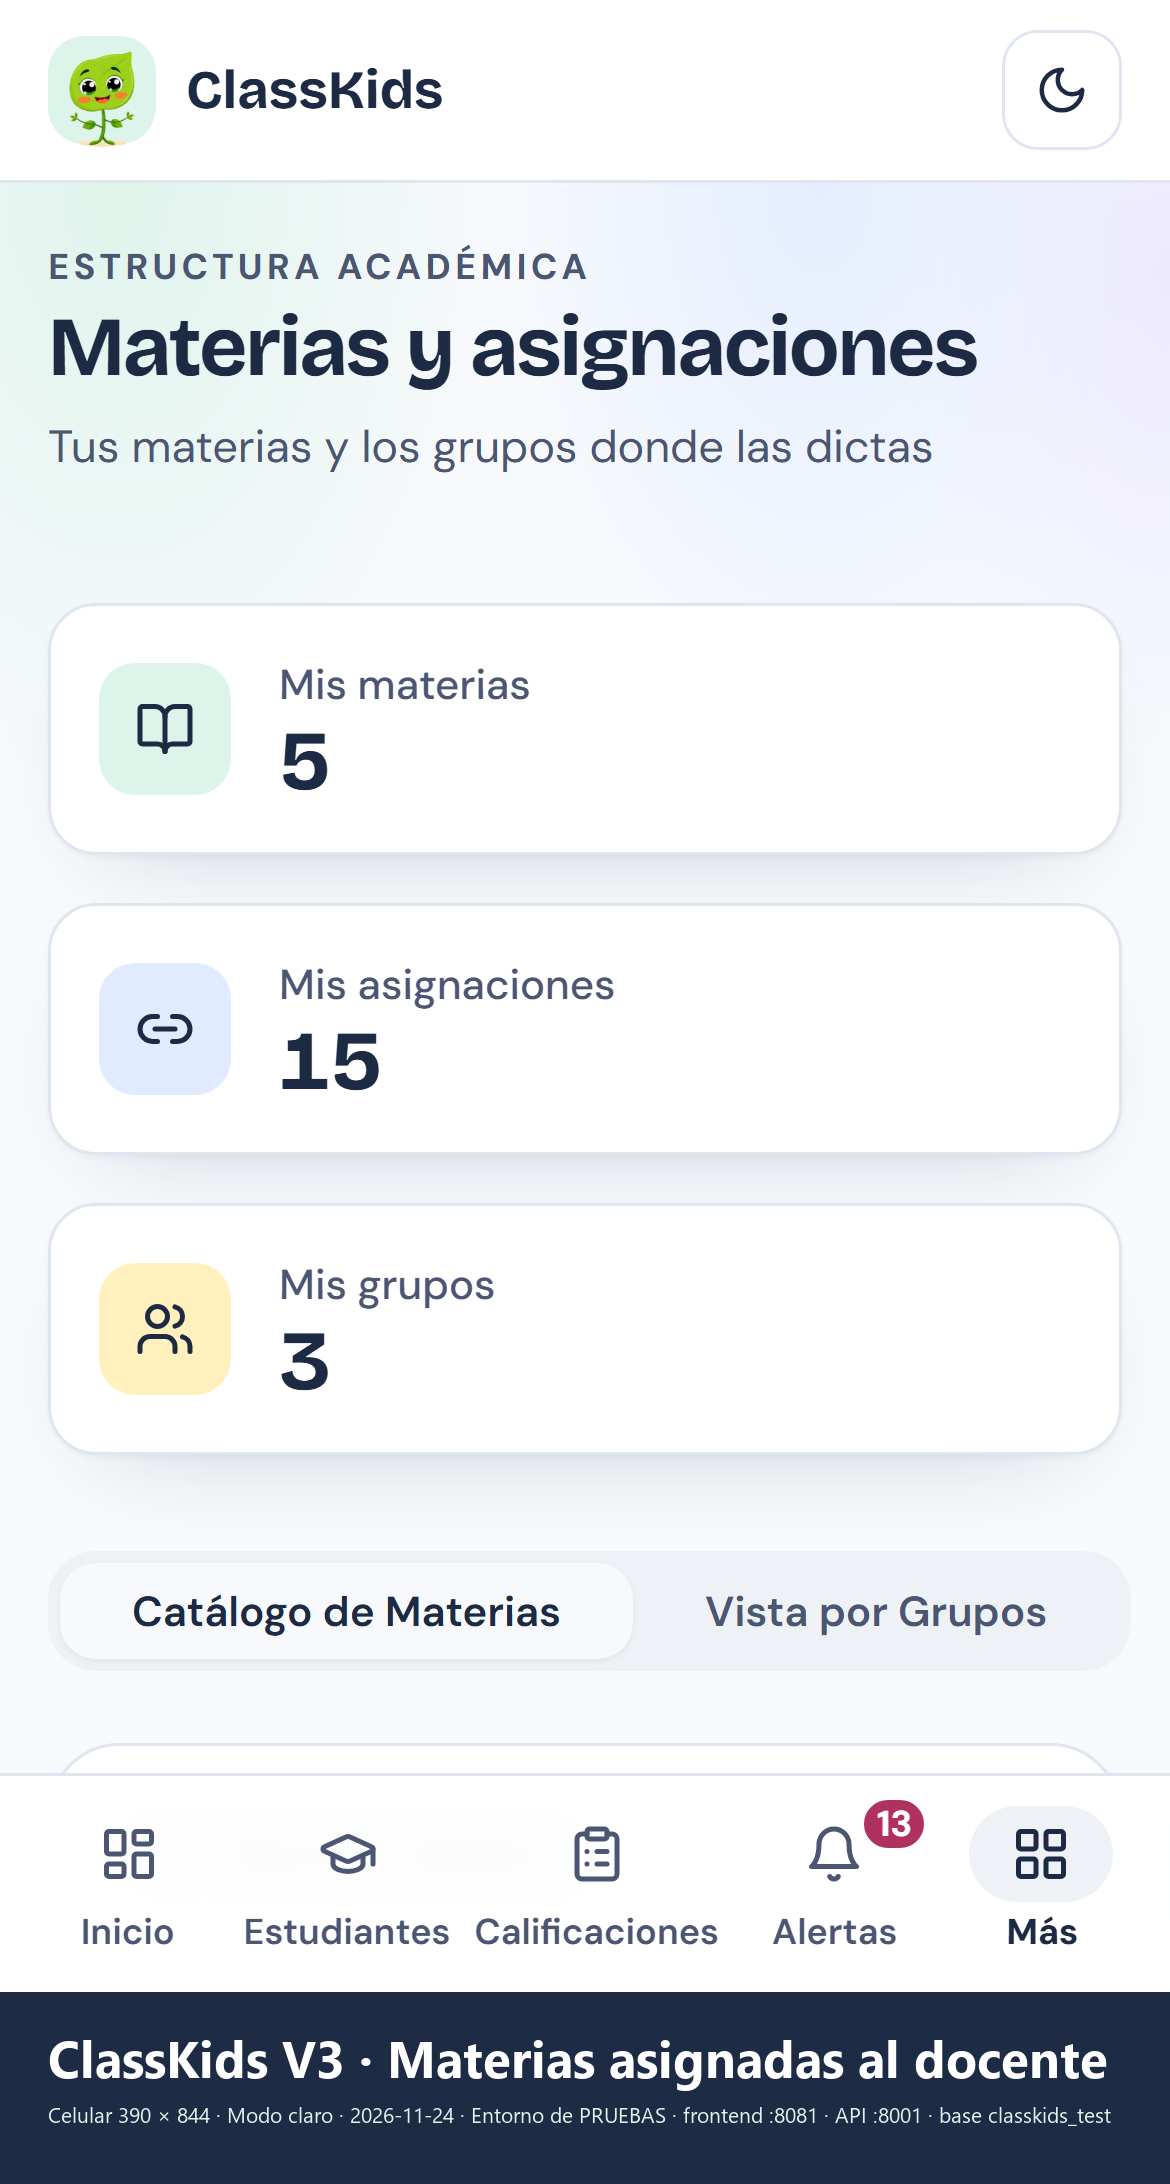 ClassKids
ESTRUCTURA ACADÉMICA
Materias y asignaciones
Tus materias y los grupos donde las dictas
Mis materias
5
Mis asignaciones
15
Mis grupos
3
Catálogo de Materias
Vista por Grupos
13
Inicio
Estudiantes
Calificaciones
Alertas
Más
ClassKids V3 · Materias asignadas al docente
Celular 390 × 844 · Modo claro · 2026-11-24 · Entorno de PRUEBAS · frontend :8081 · API :8001 · base classkids_test